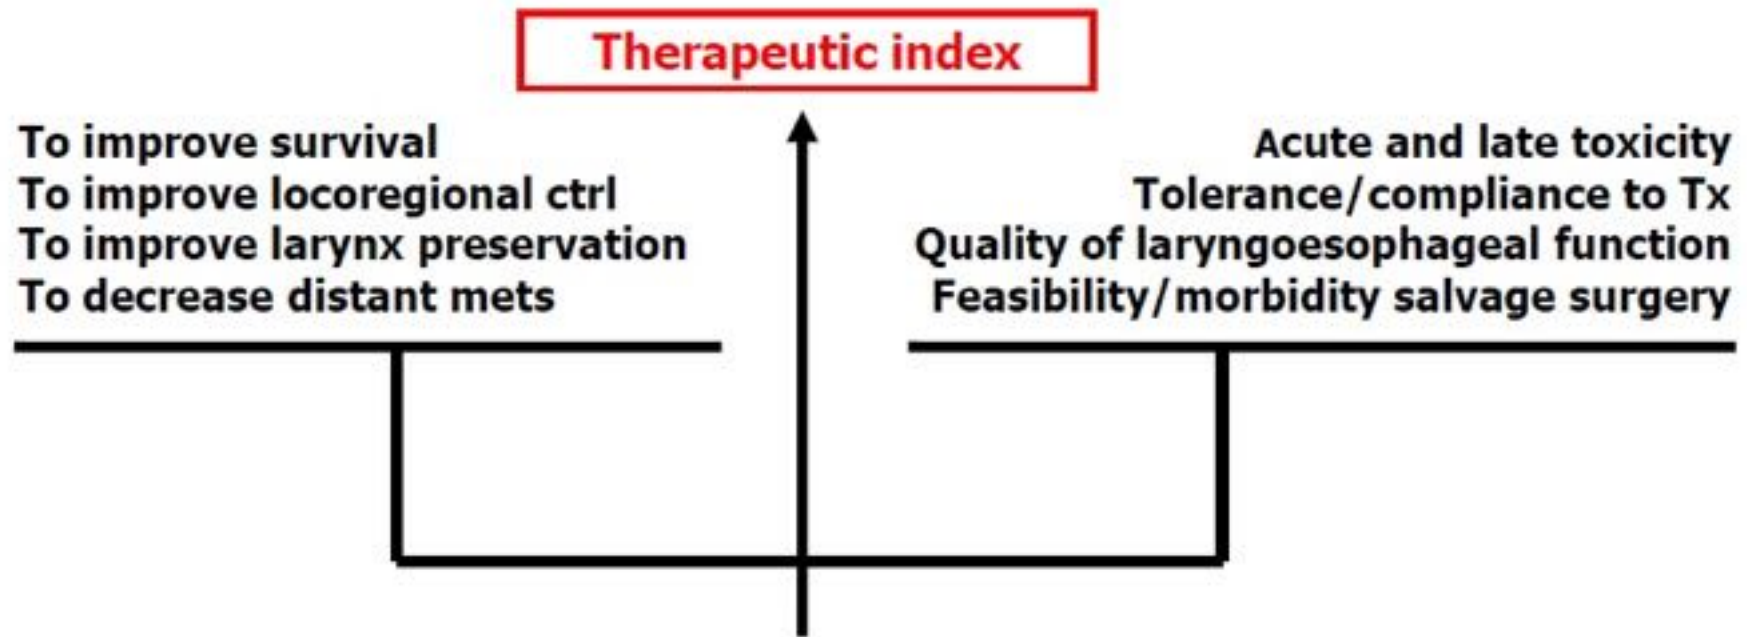 Therapeutic index
To improve survival
To improve locoregional ctrl
To improve larynx preservation
To decrease distant mets
Acute and late toxicity
Tolerance/compliance to Tx
Quality of laryngoesophageal function
Feasibility/morbidity salvage surgery